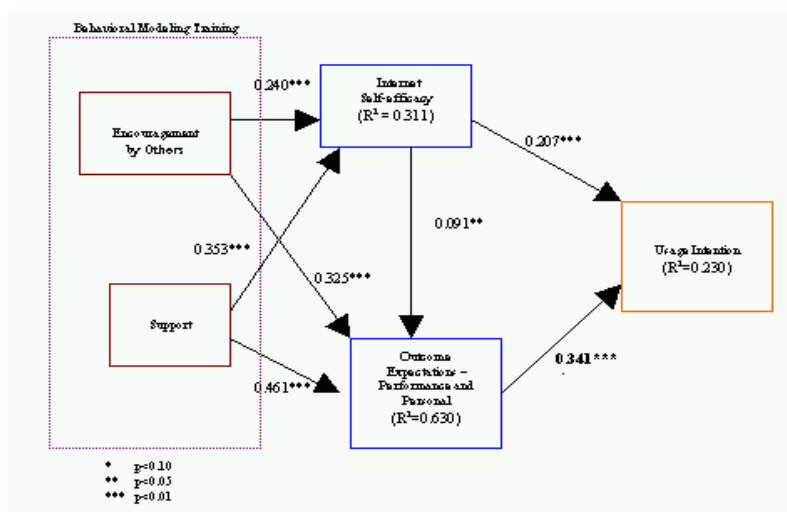 Behavioral Modeling Training
0.240***
Internet
Self-efficacy
(R² = 0.311)
Encouragement
by Others
0.207***
0.091**
0.353***
0.325***
Usage Intention
(R²=0.230)
Support
Outcome
Expectations –
Performance and
Personal
(R²=0.630)
0.341***
0.461***
* p<0.10
** p<0.05
*** p<0.01